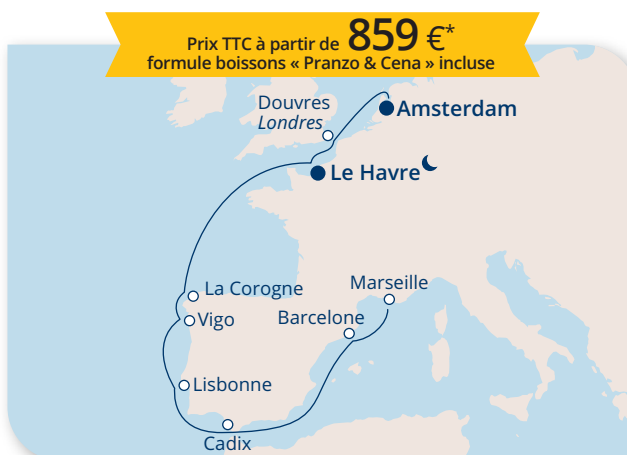 Prix TTC à partir de 859 €*
formule boissons « Pranzo & Cena » incluse
Douvres
Londres
Amsterdam
Le Havre
La Corogne
Marseille
Vigo
Barcelone
Lisbonne
Cadix